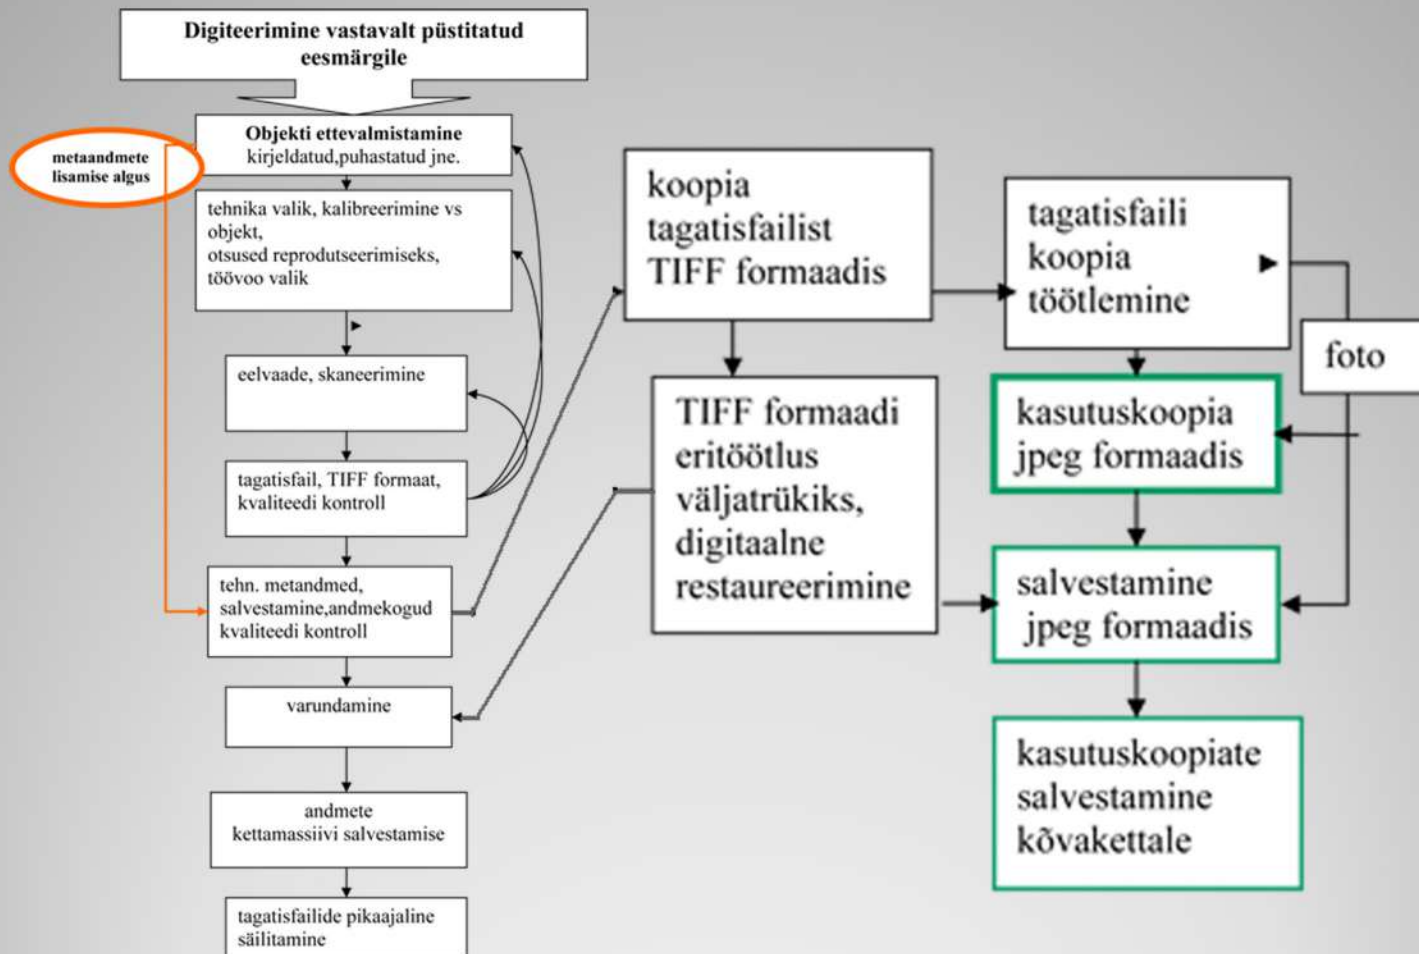 Digiteerimine vastavalt püstitatud
eesmärgile
Objekti ettevalmistamine
kirjeldatud,puhastatud jne.
metaandmete
lisamise algus
tehnika valik, kalibreerimine vs
objekt,
otsused reprodutseerimiseks,
töövoo valik
eelvaade, skaneerimine
tagatisfail, TIFF formaat,
kvaliteedi kontroll
tehn. metandmed,
salvestamine,andmekogud
kvaliteedi kontroll
varundamine
andmete
kettamassiivi salvestamise
tagatisfailide pikaajaline
säilitamine
koopia
tagatisfailist
TIFF formaadis
TIFF formaadi
eritöötlus
väljatrükiks,
digitaalne
restaureerimine
tagatisfaili
koopia
töötlemine
foto
kasutuskoopia
jpeg formaadis
salvestamine
jpeg formaadis
kasutuskoopiate
salvestamine
kõvakettale